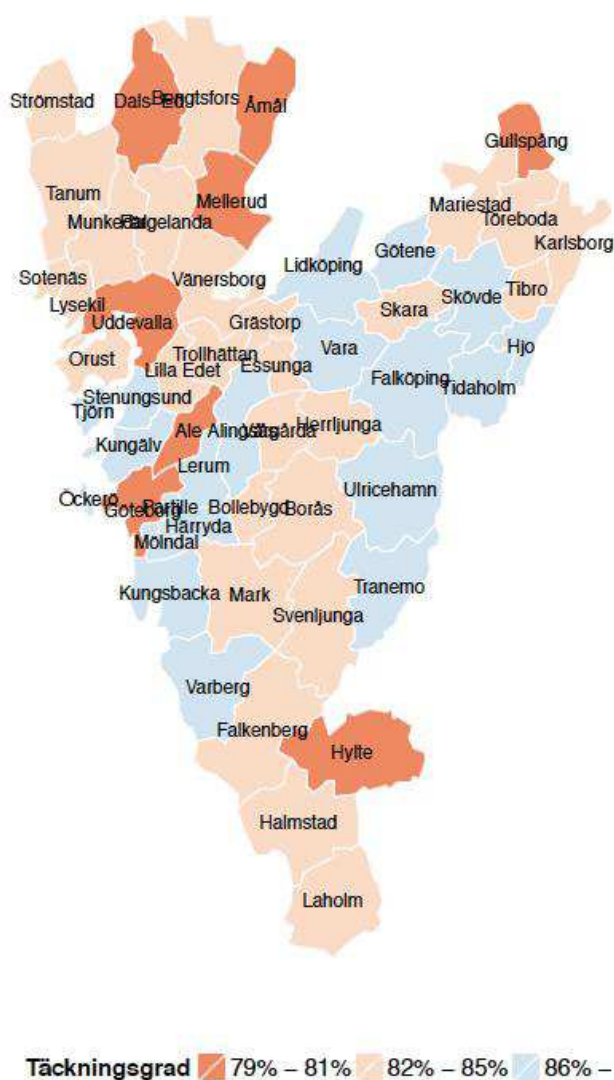 Strömstad
Dals-Ed
Bengtsfors
Åmål
Gullspång
Tanum
Mellerud
Mariestad
Munkedal
Färgelanda
Töreboda
Karlsborg
Götene
Lidköping
Sotenäs
Vänersborg
Skövde
Tibro
Lysekil
Uddevalla
Grästorp
Skara
Hjo
Orust
Trollhättan
Vara
Lilla Edet
Essunga
Falköping
Tidaholm
Stenungsund
Tjörn
Kungälv
Ale
Alingsås
Vårgårda
Herrljunga
Lerum
Ulricehamn
Öckerö
Göteborg
Partille
Bollebygd
Borås
Härryda
Mölndal
Kungsbacka
Mark
Tranemo
Svenljunga
Varberg
Falkenberg
Hylte
Halmstad
Laholm
Täckningsgrad 79% – 81% 82% – 85% 86% –